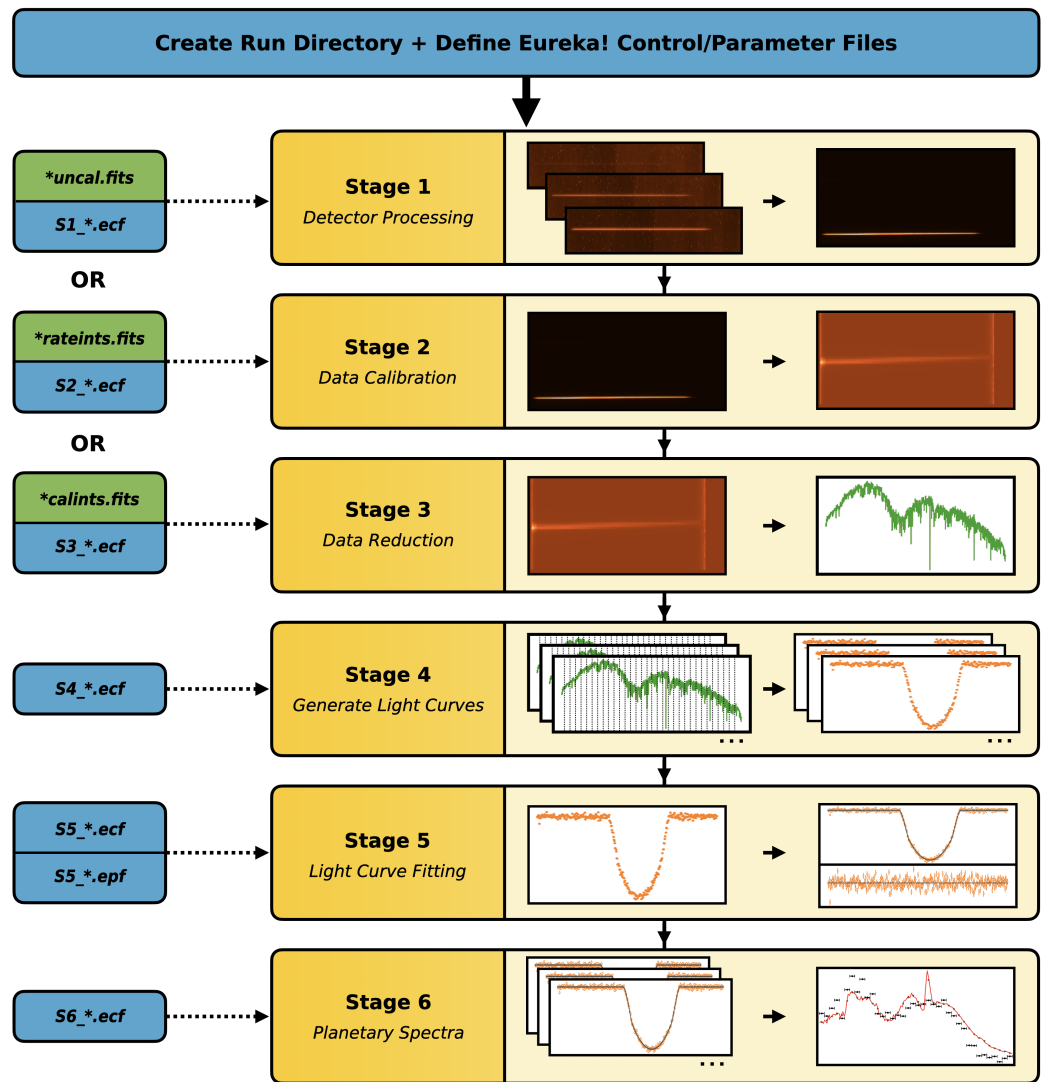 Create Run Directory + Define Eureka! Control/Parameter Files
*uncal.fits
S1_*.ecf
Stage 1
Detector Processing
OR
*rateints.fits
S2_*.ecf
Stage 2
Data Calibration
OR
*calints.fits
S3_*.ecf
Stage 3
Data Reduction
S4_*.ecf
Stage 4
Generate Light Curves
...
...
S5_*.ecf
S5_*.epf
Stage 5
Light Curve Fitting
S6_*.ecf
Stage 6
Planetary Spectra
...